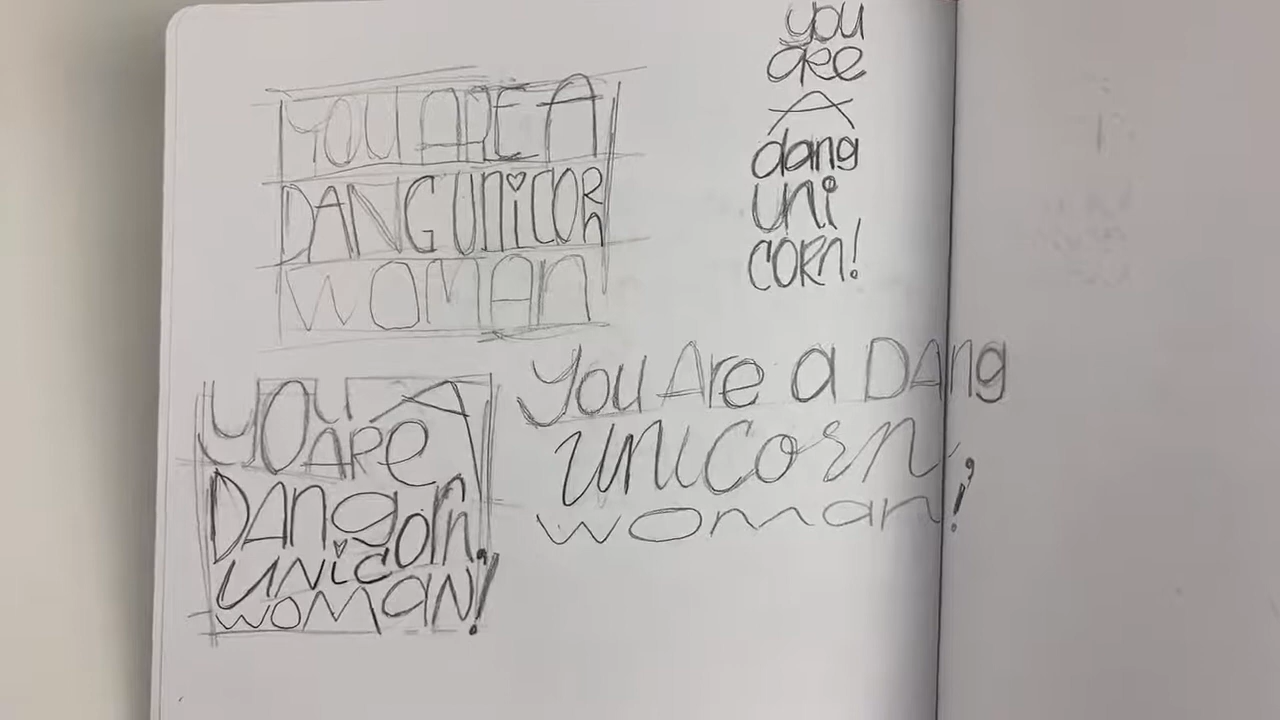 YOU ARE A
DANG UNiCORn
WOMAn
you
are
A
dang
uni
CORn!
YOU A
ARe
DAng
UNiCorn,
WOMan!
You Are a DAng
unicorn,
woman!